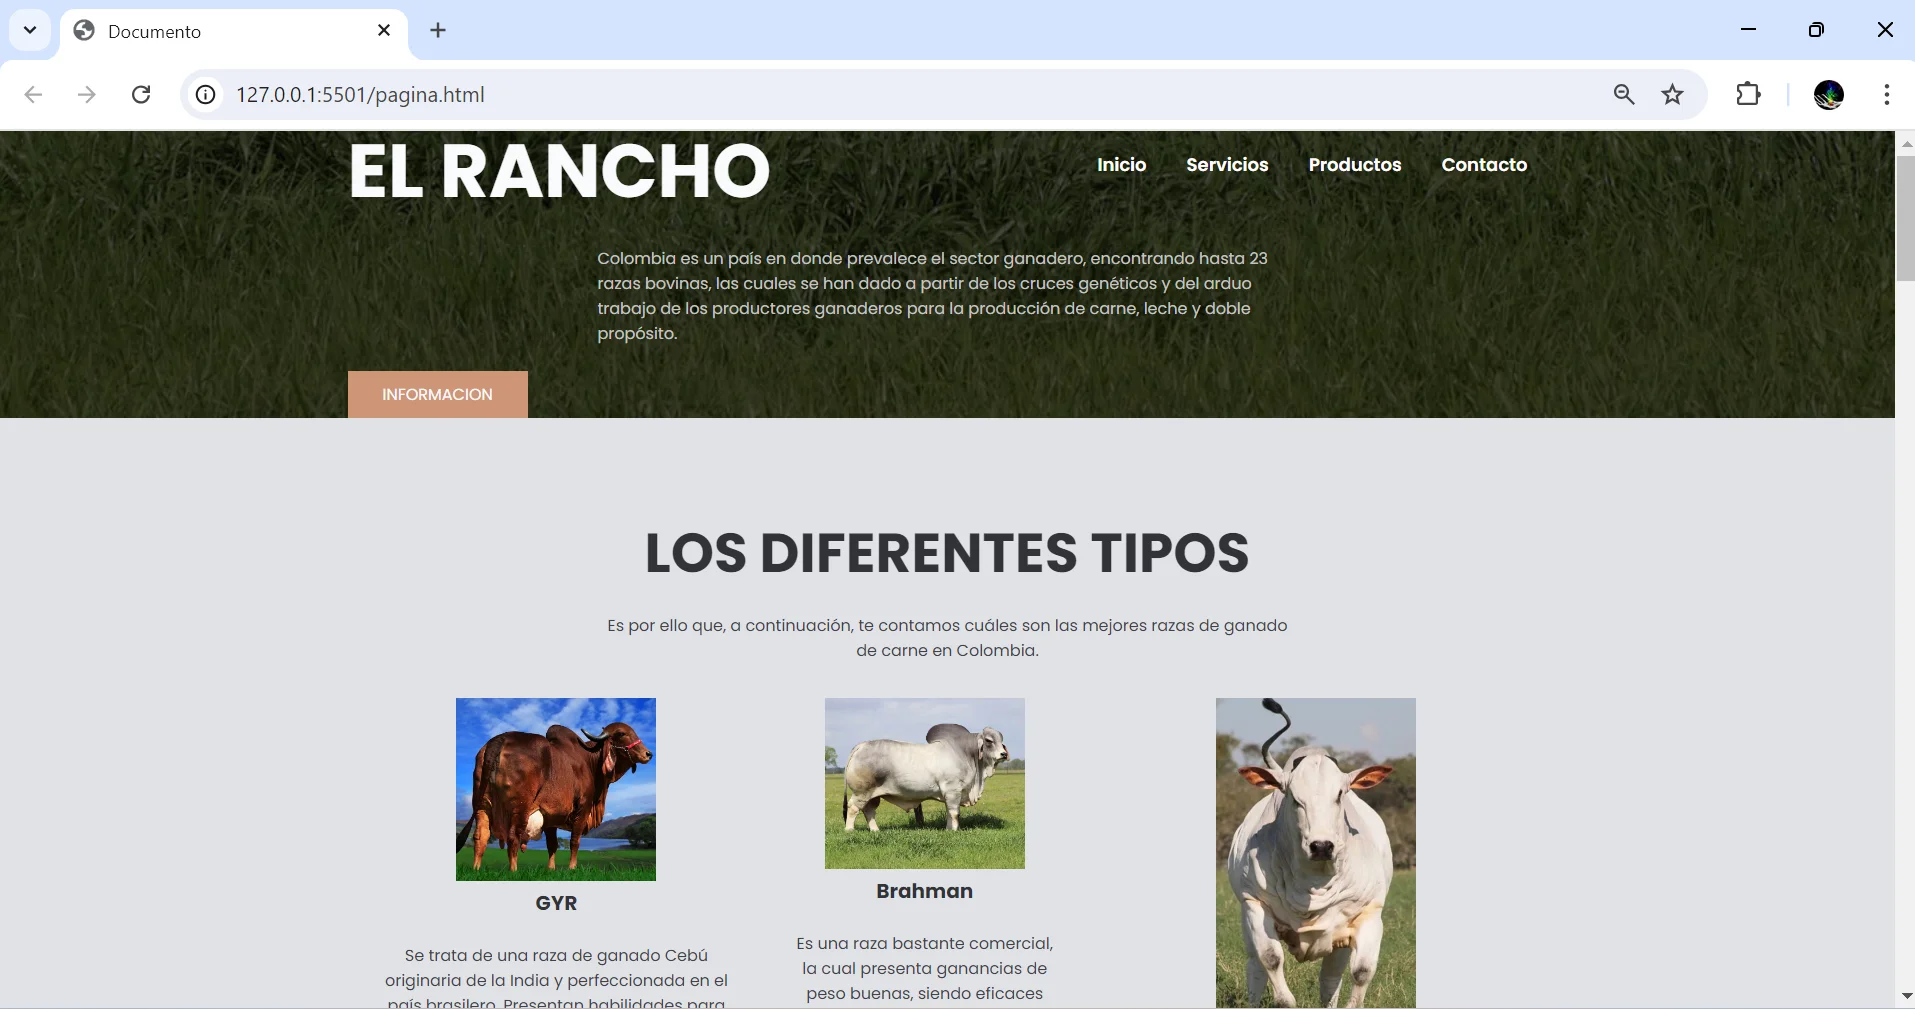 Documento
127.0.0.1:5501/pagina.html
EL RANCHO
Inicio Servicios Productos Contacto
Colombia es un país en donde prevalece el sector ganadero, encontrando hasta 23
razas bovinas, las cuales se han dado a partir de los cruces genéticos y del arduo
trabajo de los productores ganaderos para la producción de carne, leche y doble
propósito.
INFORMACION
LOS DIFERENTES TIPOS
Es por ello que, a continuación, te contamos cuáles son las mejores razas de ganado
de carne en Colombia.
GYR
Se trata de una raza de ganado Cebú
originaria de la India y perfeccionada en el
país brasilero. Presentan habilidades para
Brahman
Es una raza bastante comercial,
la cual presenta ganancias de
peso buenas, siendo eficaces